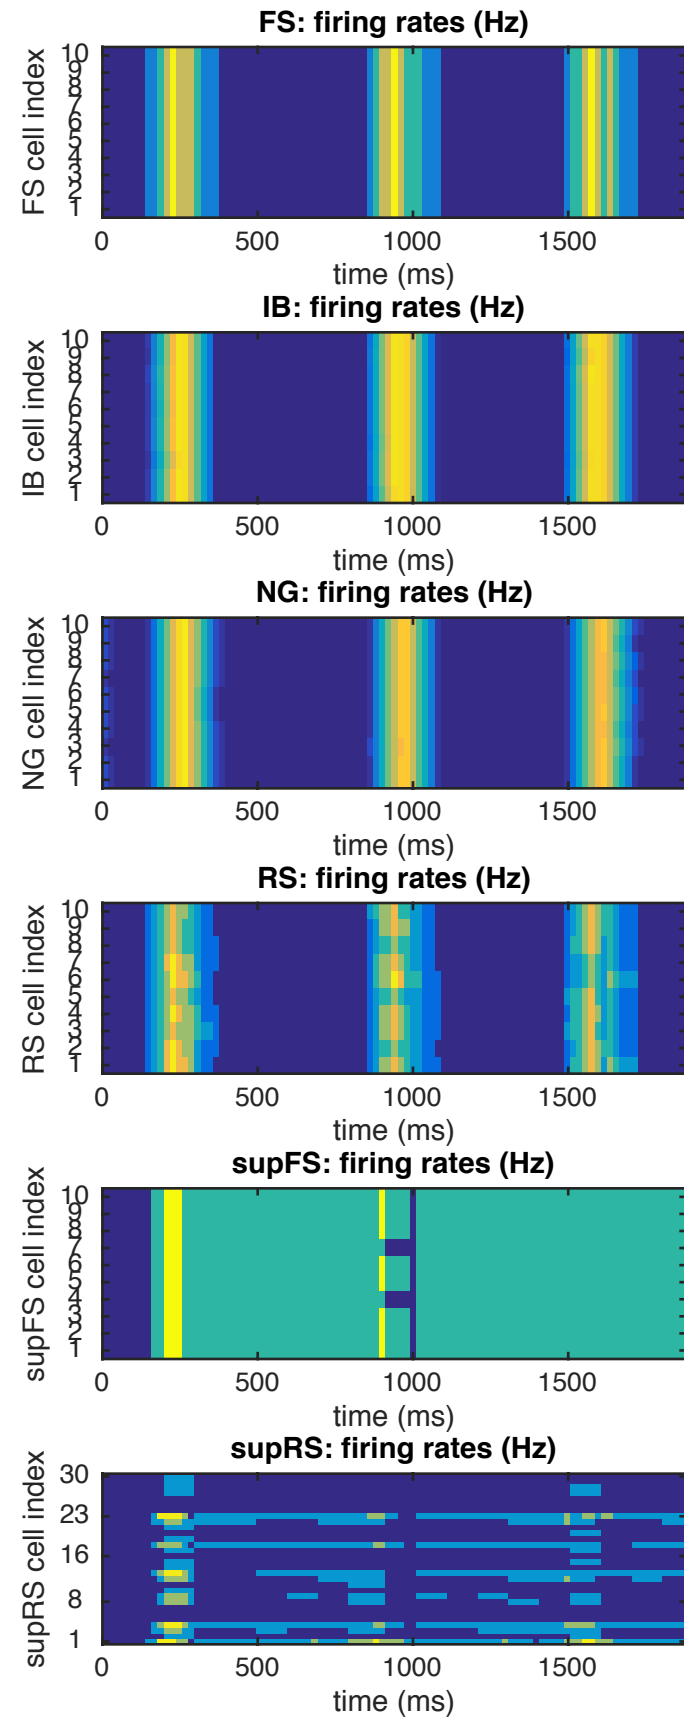 FS: firing rates (Hz)
FS cell index
10
9
8
7
6
5
4
3
2
1
0 500 1000 1500
time (ms)
IB: firing rates (Hz)
IB cell index
10
9
8
7
6
5
4
3
2
1
0 500 1000 1500
time (ms)
NG: firing rates (Hz)
NG cell index
10
9
8
7
6
5
4
3
2
1
0 500 1000 1500
time (ms)
RS: firing rates (Hz)
RS cell index
10
9
8
7
6
5
4
3
2
1
0 500 1000 1500
time (ms)
supFS: firing rates (Hz)
supFS cell index
10
9
8
7
6
5
4
3
2
1
0 500 1000 1500
time (ms)
supRS: firing rates (Hz)
supRS cell index
30
23
16
8
1
0 500 1000 1500
time (ms)